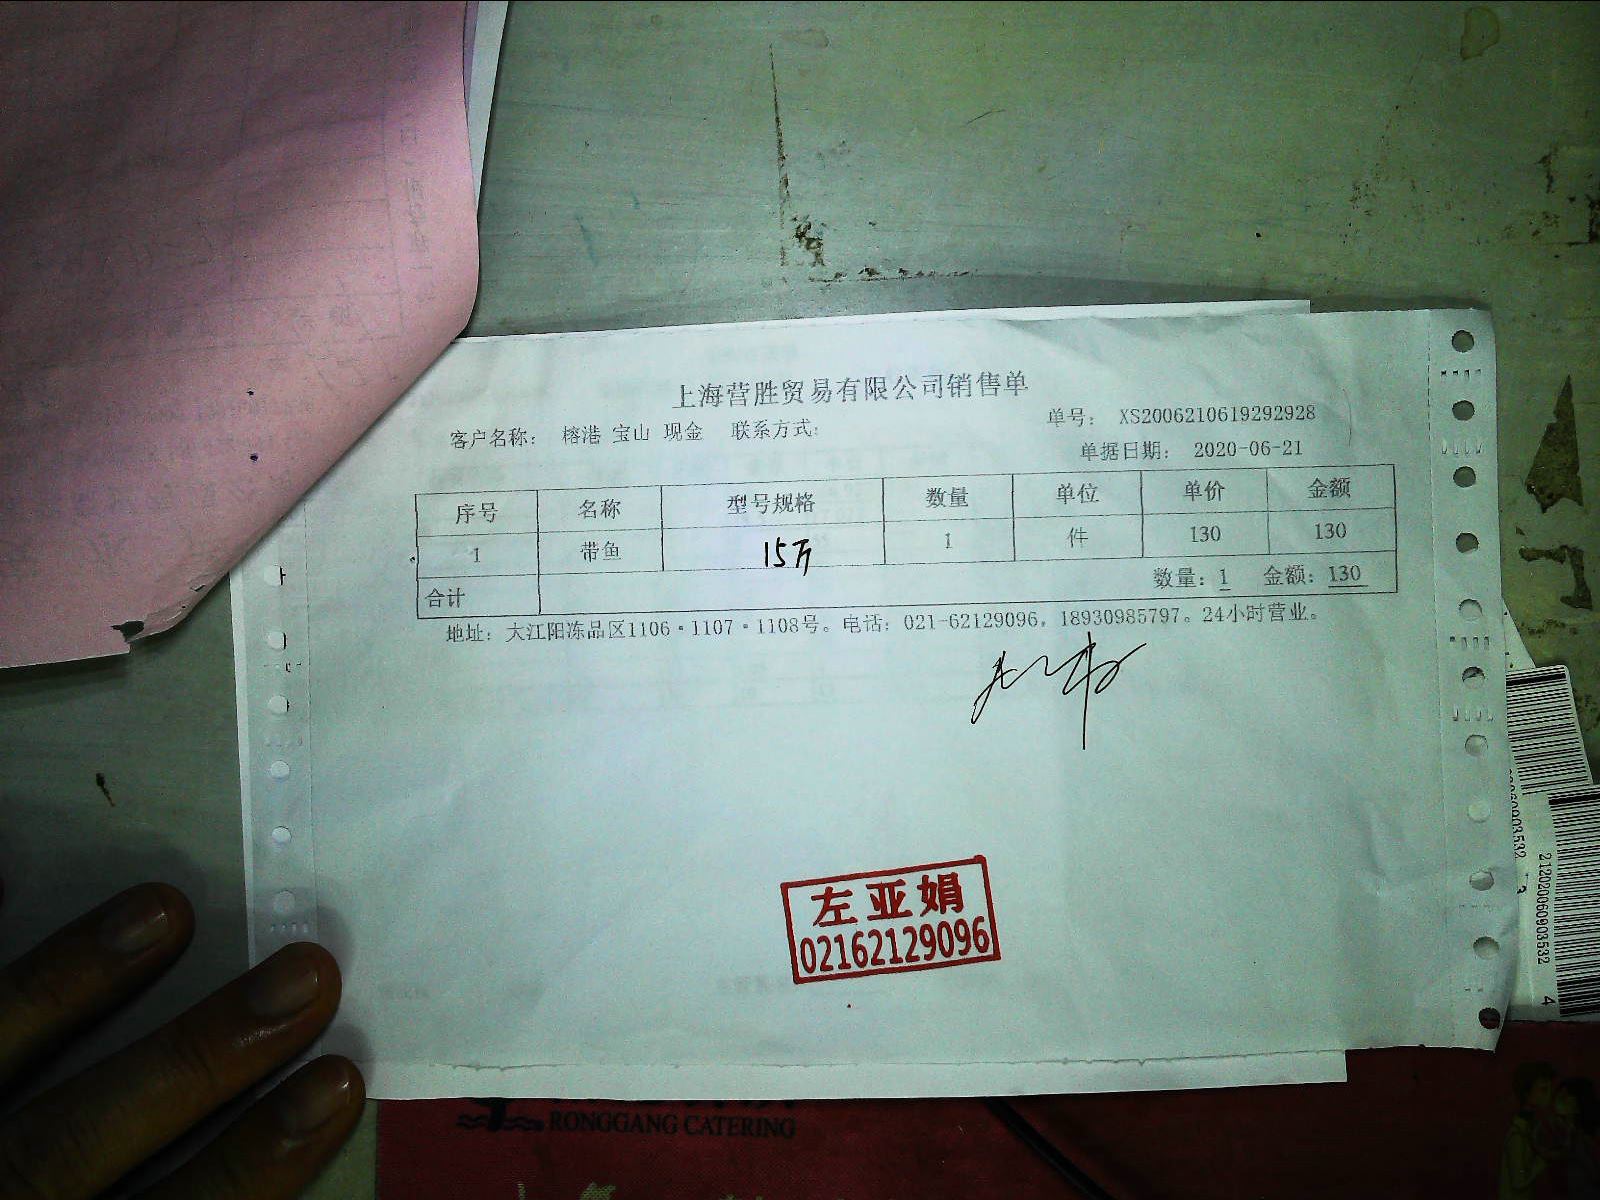 上海营胜贸易有限公司销售单
客户名称： 榕港 宝山 现金 联系方式: 单号： XS2006210619292928
单据日期： 2020-06-21
序号 名称 型号规格 数量 单位 单价 金额
1 带鱼 15万 1 件 130 130
合计 数量：1 金额：130
地址：大江阳冻品区1106·1107·1108号。电话：021-62129096，18930985797。24小时营业。
左亚娟
02162129096
212020060903532 4
RONGGANG CATERING